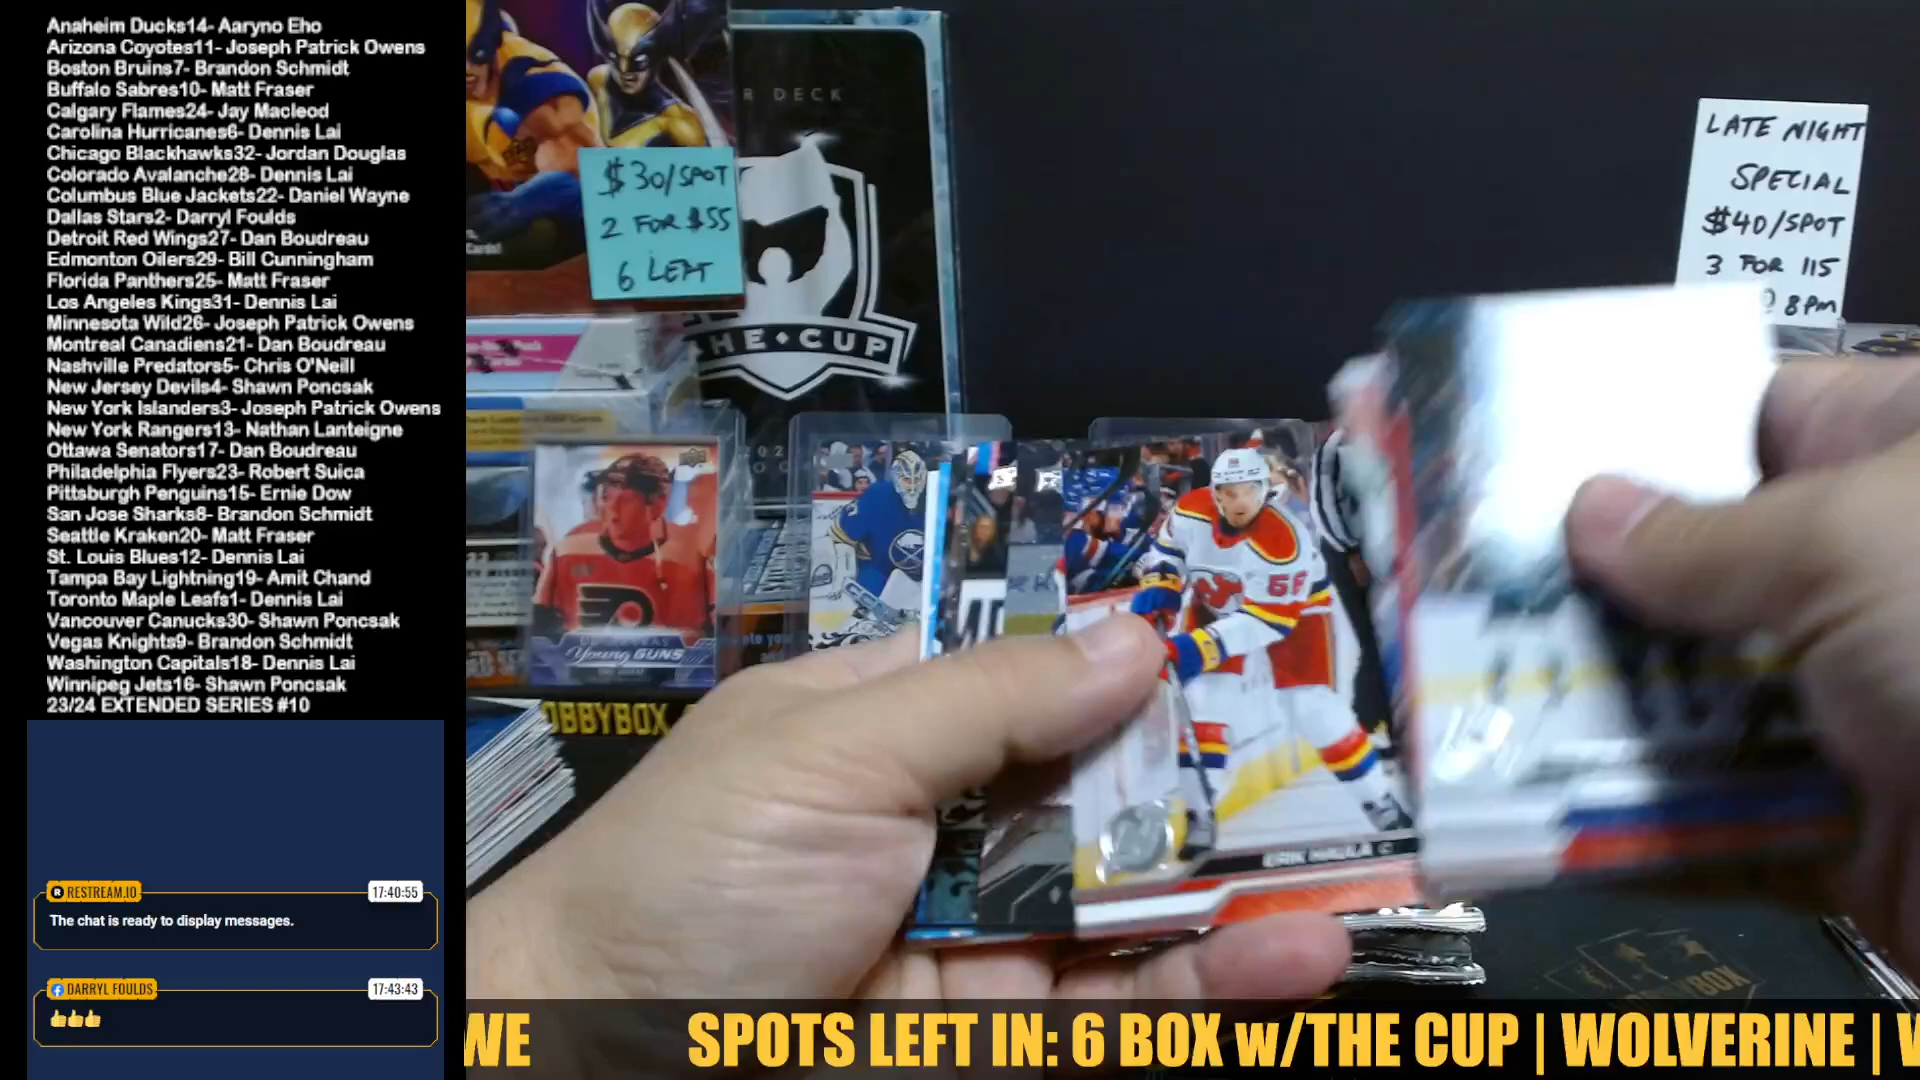 Anaheim Ducks14- Aaryno Eho
Arizona Coyotes11- Joseph Patrick Owens
Boston Bruins7- Brandon Schmidt
Buffalo Sabres10- Matt Fraser
Calgary Flames24- Jay Macleod
Carolina Hurricanes6- Dennis Lai
Chicago Blackhawks32- Jordan Douglas
Colorado Avalanche28- Dennis Lai
Columbus Blue Jackets22- Daniel Wayne
Dallas Stars2- Darryl Foulds
Detroit Red Wings27- Dan Boudreau
Edmonton Oilers29- Bill Cunningham
Florida Panthers25- Matt Fraser
Los Angeles Kings31- Dennis Lai
Minnesota Wild26- Joseph Patrick Owens
Montreal Canadiens21- Dan Boudreau
Nashville Predators5- Chris O'Neill
New Jersey Devils4- Shawn Poncsak
New York Islanders3- Joseph Patrick Owens
New York Rangers13- Nathan Lanteigne
Ottawa Senators17- Dan Boudreau
Philadelphia Flyers23- Robert Suica
Pittsburgh Penguins15- Ernie Dow
San Jose Sharks8- Brandon Schmidt
Seattle Kraken20- Matt Fraser
St. Louis Blues12- Dennis Lai
Tampa Bay Lightning19- Amit Chand
Toronto Maple Leafs1- Dennis Lai
Vancouver Canucks30- Shawn Poncsak
Vegas Knights9- Brandon Schmidt
Washington Capitals18- Dennis Lai
Winnipeg Jets16- Shawn Poncsak
23/24 EXTENDED SERIES #10
RESTREAM.IO 17:40:55
The chat is ready to display messages.
DARRYL FOULDS 17:43:43
👍👍👍
R DECK
$30/SPOT
2 FOR $55
6 LEFT
THE CUP
LATE NIGHT
SPECIAL
$40/SPOT
3 FOR 115
8PM
Young GUNS
OBBYBOX
56
ERIK HAULA C
WE SPOTS LEFT IN: 6 BOX w/THE CUP | WOLVERINE |